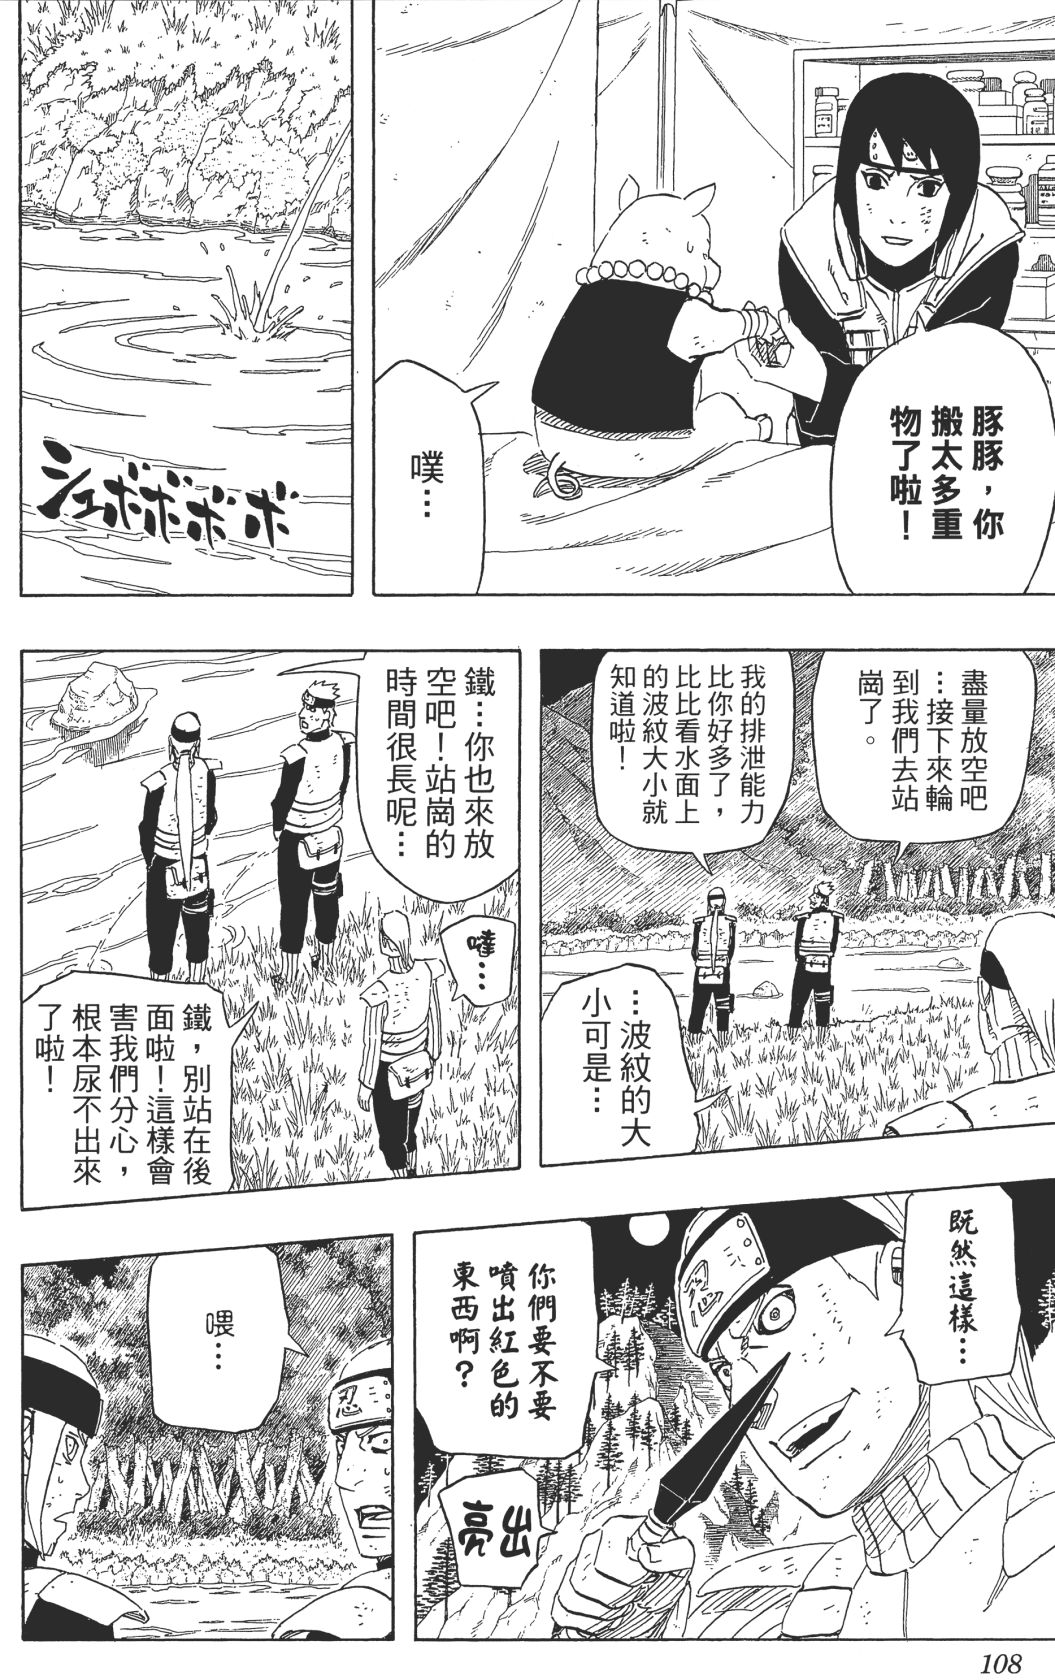 豚豚，你
搬太多重
物了啦！
噗…
シェボボボボ
盡量放空吧
…接下來輪
到我們去站
崗了。
我的排泄能力
比你好多了，
比比看水面上
的波紋大小就
知道啦！
…波紋的大
小可是…
鐵…你也來放
空吧！站崗的
時間很長呢…
噠…
鐵，別站在後
面啦！這樣會
害我們分心，
根本尿不出來
了啦！
既然這樣…
忍
你們要不要
噴出紅色的
東西啊？
出
亮
喂…
忍
108